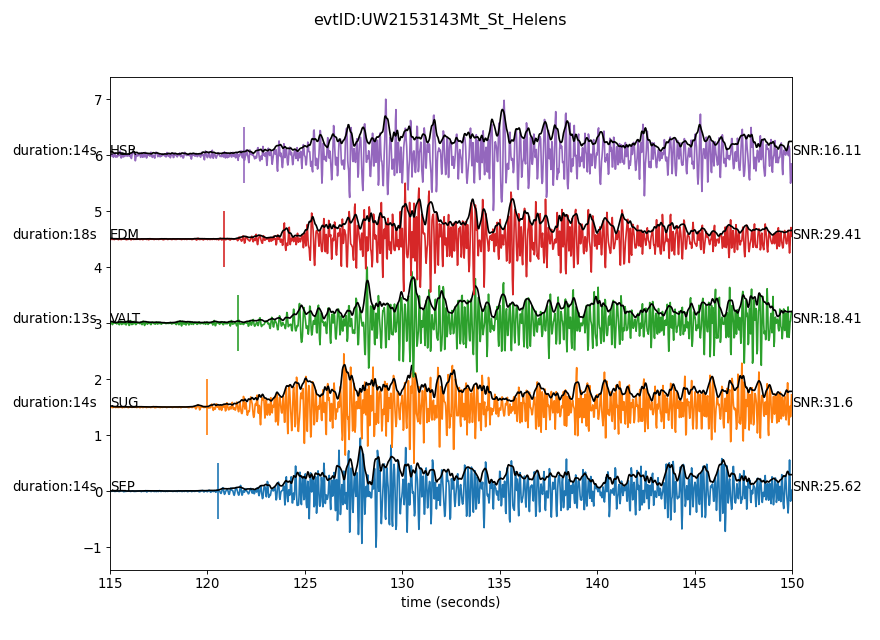 evtID:UW2153143Mt_St_Helens
7
duration:14s HSR SNR:16.11
6
5
duration:18s EDM SNR:29.41
4
duration:13s VALT SNR:18.41
3
2
duration:14s SUG SNR:31.6
1
duration:14s SEP SNR:25.62
0
−1
115 120 125 130 135 140 145 150
time (seconds)